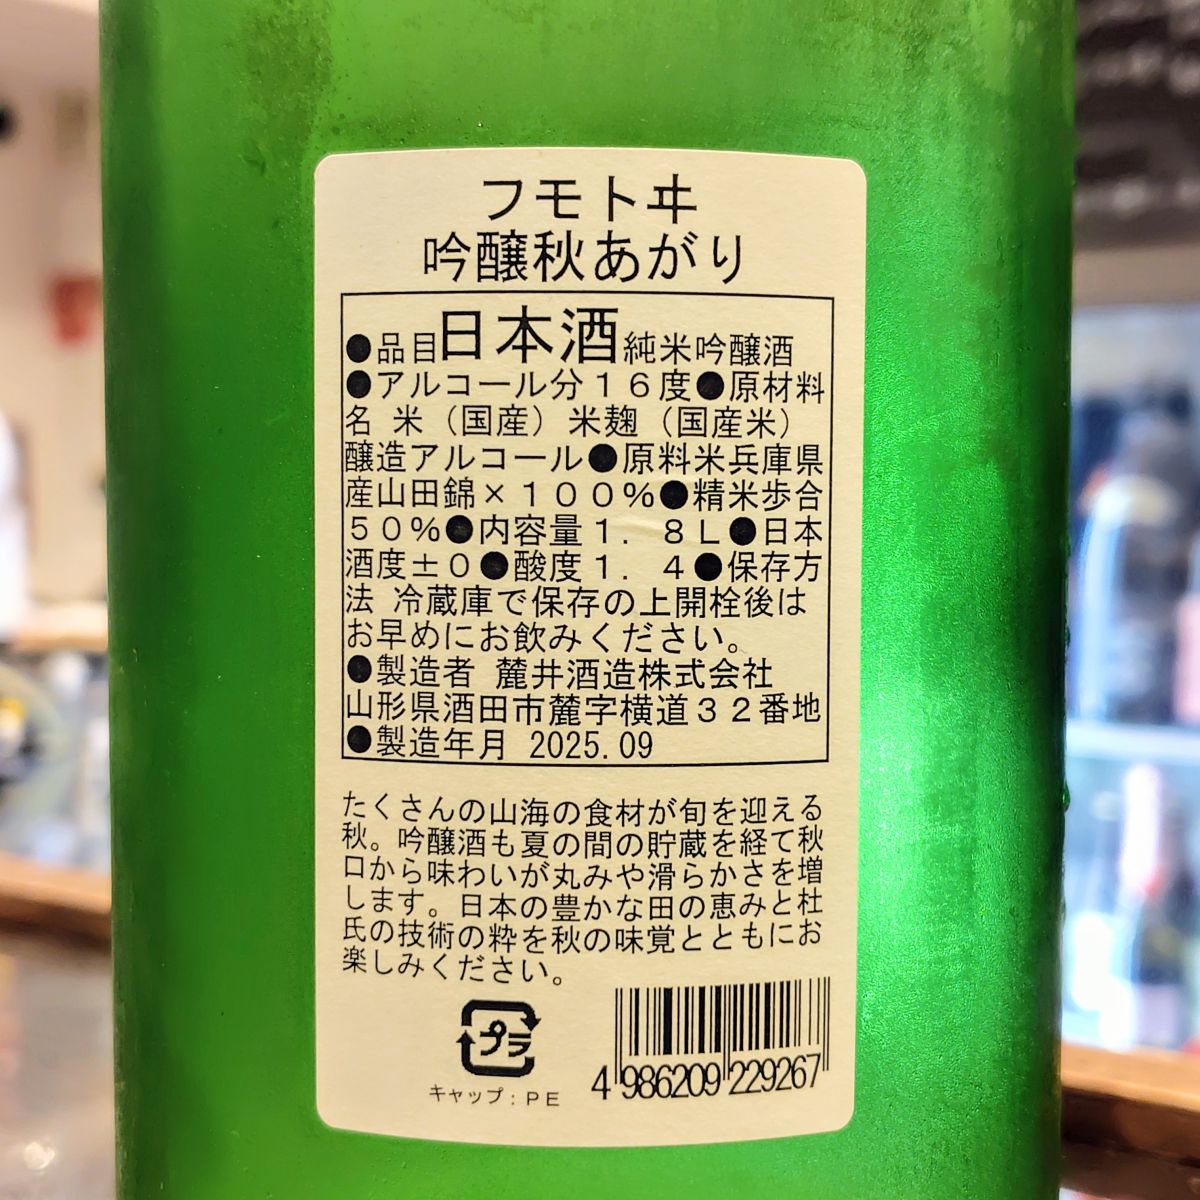 フモトヰ
吟醸秋あがり
●品目日本酒純米吟醸酒
●アルコール分16度●原材料
名 米（国産）米麹（国産米）
醸造アルコール●原料米兵庫県
産山田錦×100%●精米歩合
50%●内容量1．8L●日本
酒度±0●酸度1．4●保存方
法 冷蔵庫で保存の上開栓後は
お早めにお飲みください。
●製造者 麓井酒造株式会社
山形県酒田市麓字横道32番地
●製造年月 2025.09
たくさんの山海の食材が旬を迎える
秋。吟醸酒も夏の間の貯蔵を経て秋
口から味わいが丸みや滑らかさを増
します。日本の豊かな田の恵みと杜
氏の技術の粋を秋の味覚とともにお
楽しみください。
プラ
キャップ：PE
4 986209 229267